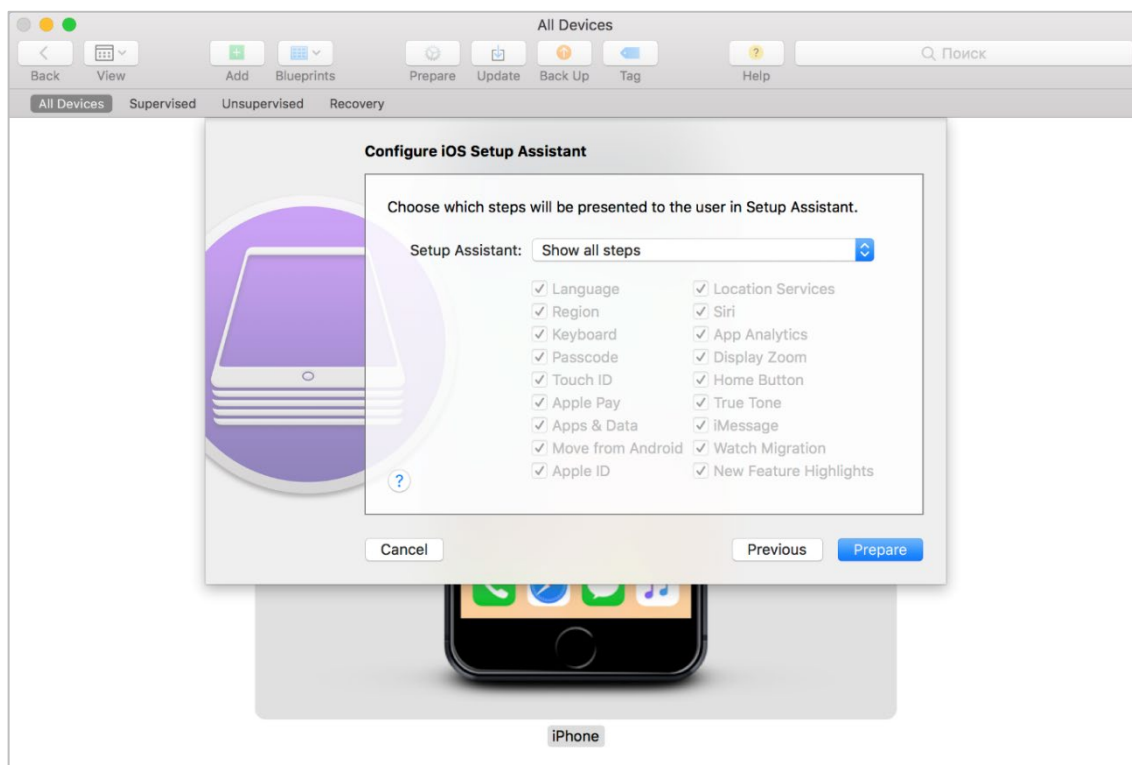 All Devices
Back View Add Blueprints Prepare Update Back Up Tag Help Поиск
All Devices Supervised Unsupervised Recovery
Configure iOS Setup Assistant
Choose which steps will be presented to the user in Setup Assistant.
Setup Assistant: Show all steps
Language Location Services
Region Siri
Keyboard App Analytics
Passcode Display Zoom
Touch ID Home Button
Apple Pay True Tone
Apps & Data iMessage
Move from Android Watch Migration
Apple ID New Feature Highlights
?
Cancel Previous Prepare
iPhone